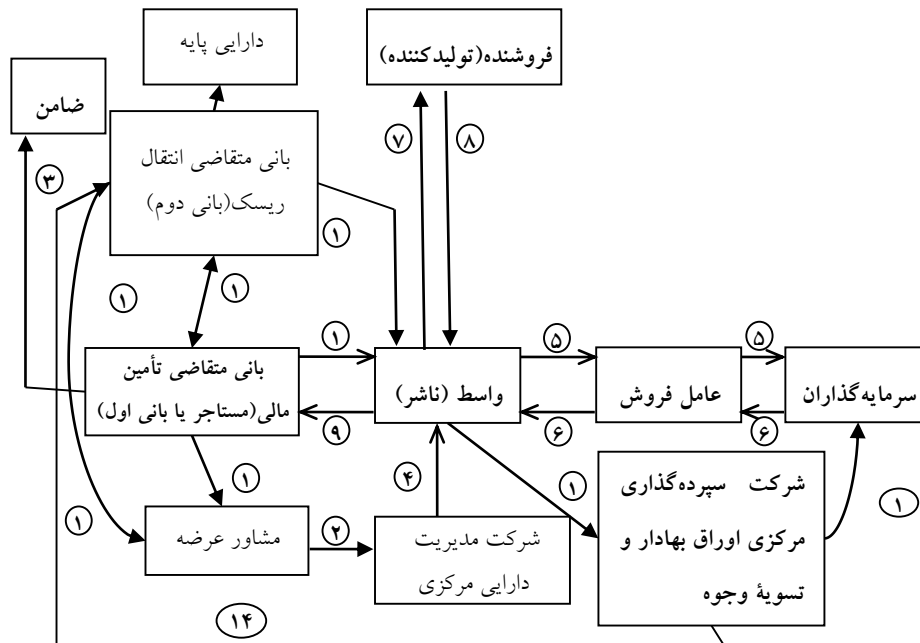 دارایی پایه
فروشنده(تولیدکننده)
ضامن
بانی متقاضی انتقال
ریسک(بانی دوم)
۳
۷
۸
۱
۱
۱
بانی متقاضی تأمین
مالی(مستاجر یا بانی اول)
۱
۹
واسط (ناشر)
۵
۶
عامل فروش
۵
۶
سرمایه‌گذاران
۱
۱
۴
۱
۱
مشاور عرضه
۲
شرکت مدیریت
دارایی مرکزی
شرکت سپرده‌گذاری
مرکزی اوراق بهادار و
تسویۀ وجوه
۱۴